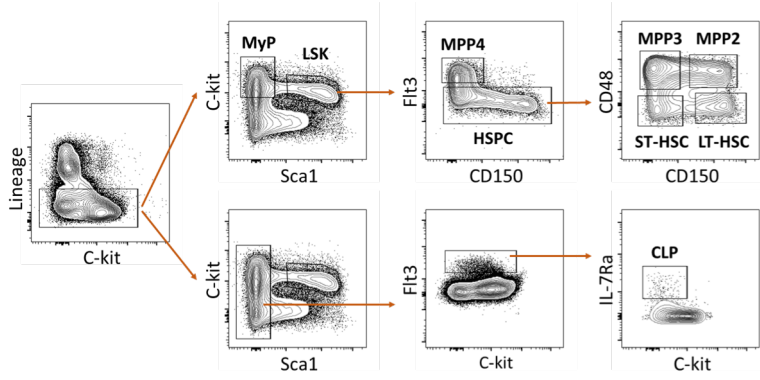 MyP
LSK
C-kit
Sca1
MPP4
Flt3
HSPC
CD150
MPP3
MPP2
CD48
ST-HSC
LT-HSC
CD150
Lineage
C-kit
C-kit
Sca1
Flt3
C-kit
CLP
IL-7Ra
C-kit